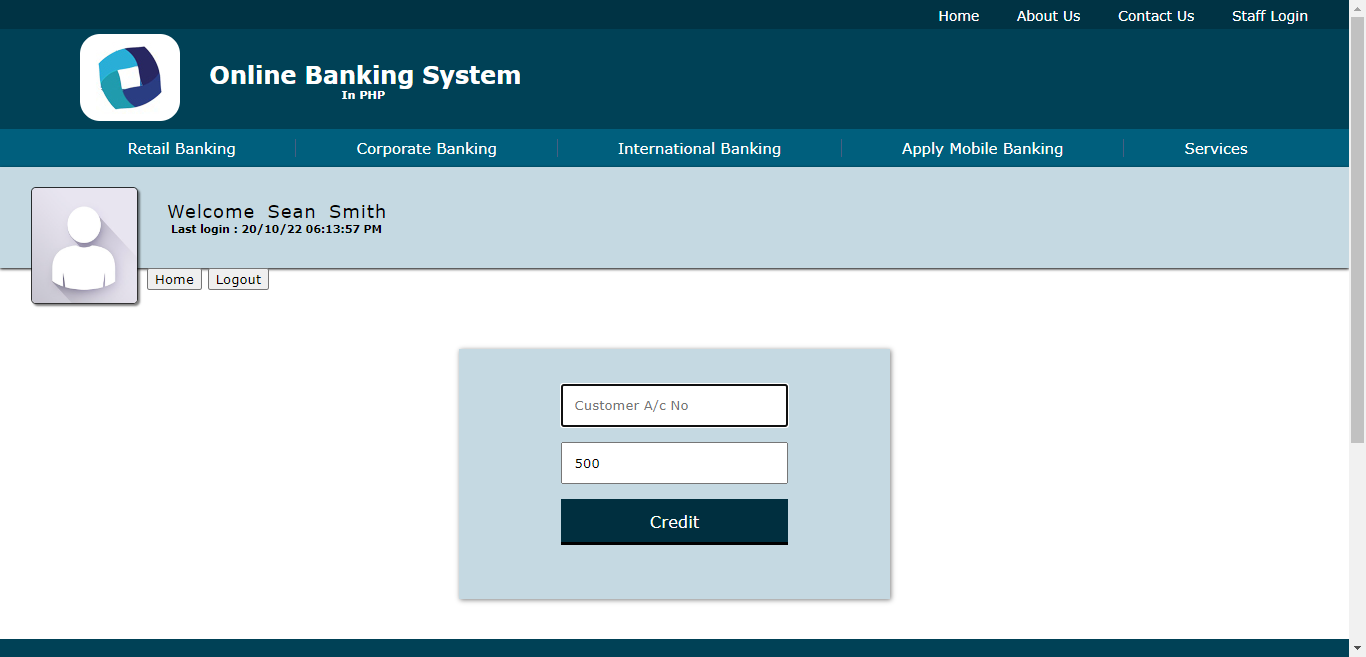 Home About Us Contact Us Staff Login
Online Banking System
In PHP
Retail Banking Corporate Banking International Banking Apply Mobile Banking Services
Welcome Sean Smith
Last login : 20/10/22 06:13:57 PM
Home Logout
Customer A/c No
500
Credit